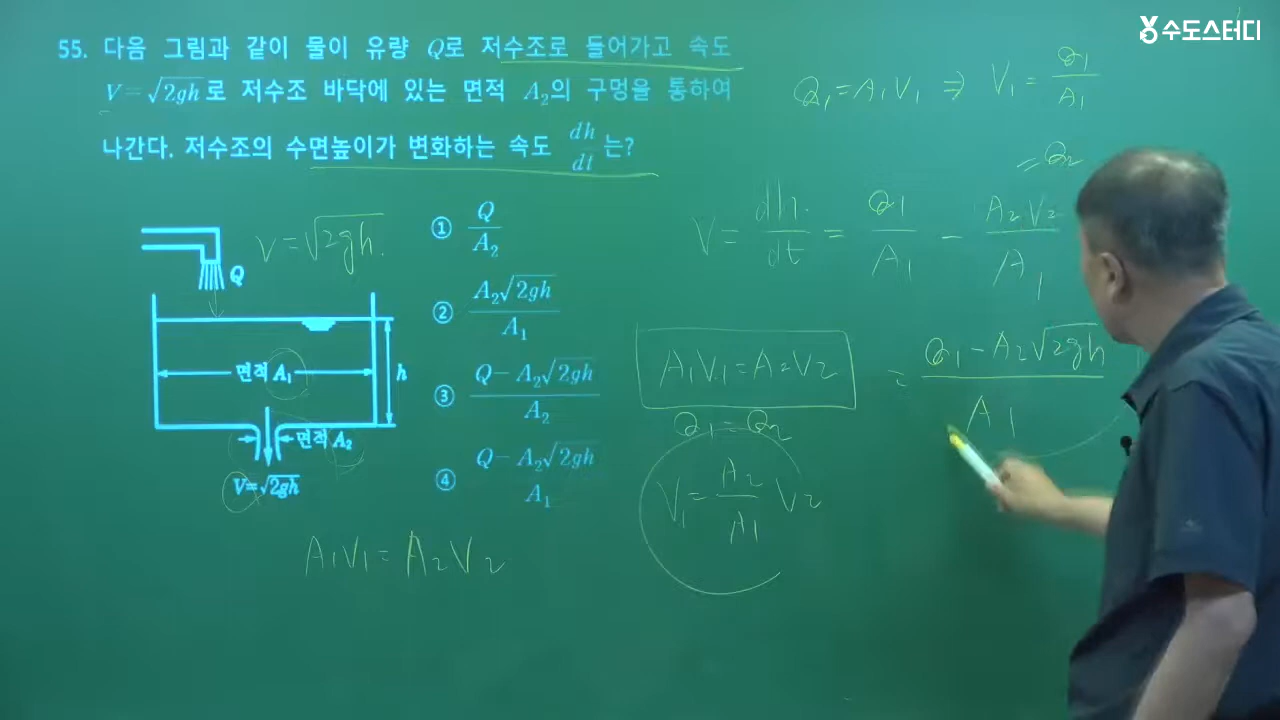 수도스터디
55. 다음 그림과 같이 물이 유량 Q로 저수조로 들어가고 속도
V=√2gh로 저수조 바닥에 있는 면적 A₂의 구멍을 통하여
나간다. 저수조의 수면높이가 변화하는 속도 dh/dt는?
V=√2gh
Q
면적 A₁
h
면적 A₂
V=√2gh
① Q/A₂
② A₂√2gh/A₁
③ Q-A₂√2gh/A₂
④ Q-A₂√2gh/A₁
A₁V₁=A₂V₂
Q₁=A₁V₁ ⇒ V₁=Q₁/A₁
=Q₂
V=dh/dt=Q₁/A₁-A₂V₂/A₁
=Q₁-A₂√2gh/A₁
A₁V₁=A=V₂
Q₁=Q₂
V₁=A₂/A₁ V₂